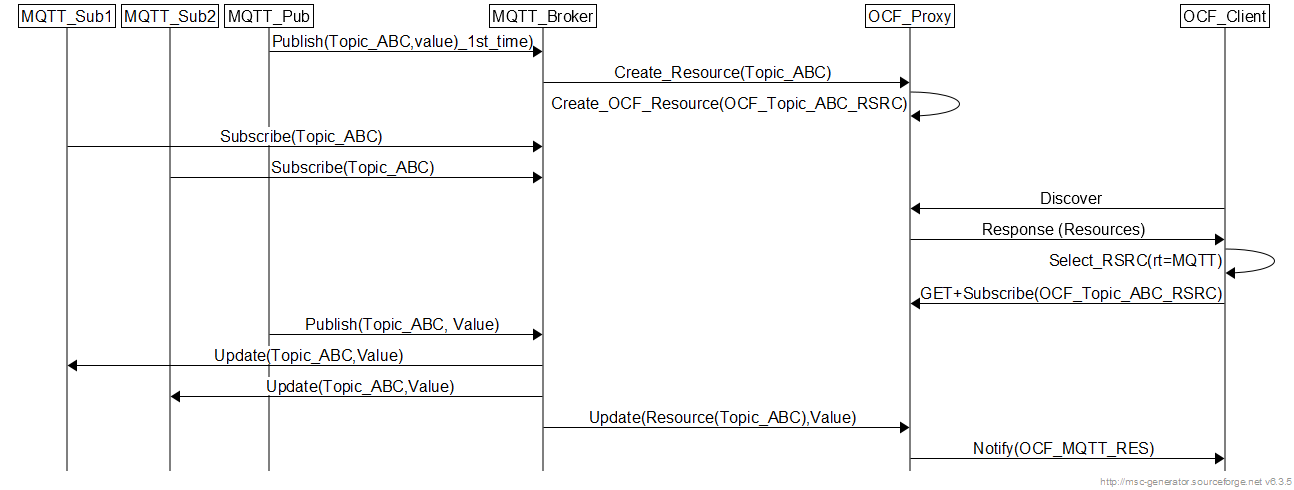 MQTT_Sub1
MQTT_Sub2
MQTT_Pub
MQTT_Broker
OCF_Proxy
OCF_Client
Publish(Topic_ABC,value)_1st_time)
Create_Resource(Topic_ABC)
Create_OCF_Resource(OCF_Topic_ABC_RSRC)
Subscribe(Topic_ABC)
Subscribe(Topic_ABC)
Discover
Response (Resources)
Select_RSRC(rt=MQTT)
GET+Subscribe(OCF_Topic_ABC_RSRC)
Publish(Topic_ABC, Value)
Update(Topic_ABC,Value)
Update(Topic_ABC,Value)
Update(Resource(Topic_ABC),Value)
Notify(OCF_MQTT_RES)
http://msc-generator.sourceforge.net v6.3.5